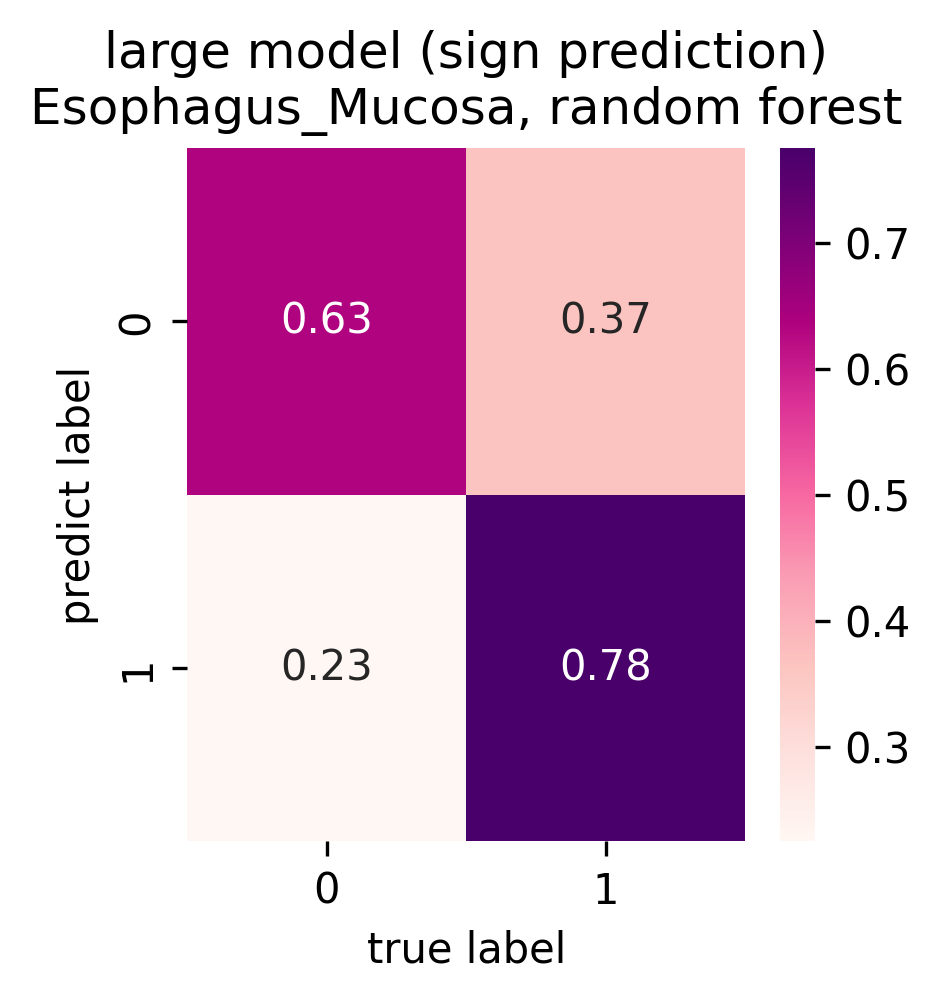 large model (sign prediction)
Esophagus_Mucosa, random forest
0.63 0.37
0.23 0.78
0
1
predict label
0 1
true label
0.7
0.6
0.5
0.4
0.3